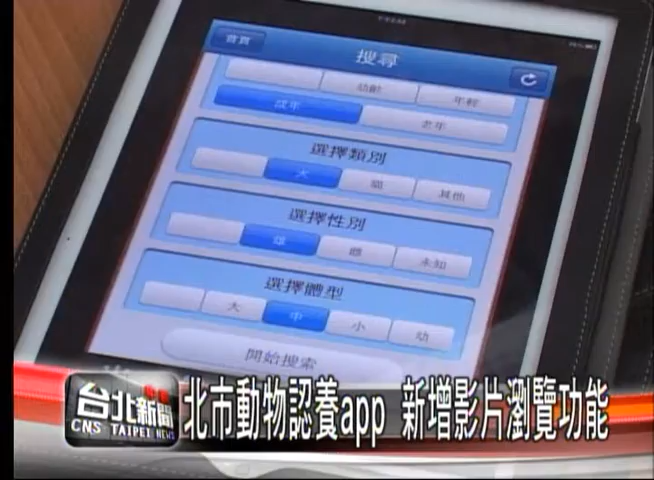 首頁
搜尋
幼齡 年輕
成年 老年
選擇類別
犬 貓 其他
選擇性別
雄 雌 未知
選擇體型
大 中 小 幼
開始搜索
台北新聞
CNS TAIPEI NEWS
北市動物認養app 新增影片瀏覽功能